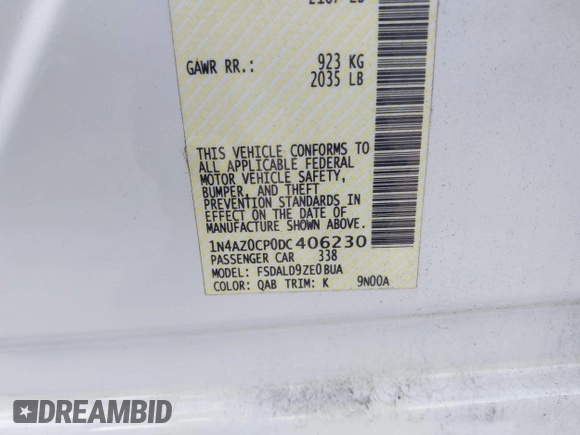 GAWR RR.: 923 KG
2035 LB
THIS VEHICLE CONFORMS TO
ALL APPLICABLE FEDERAL
MOTOR VEHICLE SAFETY,
BUMPER, AND THEFT
PREVENTION STANDARDS IN
EFFECT ON THE DATE OF
MANUFACTURE SHOWN ABOVE.
1N4AZ0CP0DC406230
PASSENGER CAR 338
MODEL: FSDALD9ZE0BUA
COLOR: QAB TRIM: K 9N00A
DREAMBID